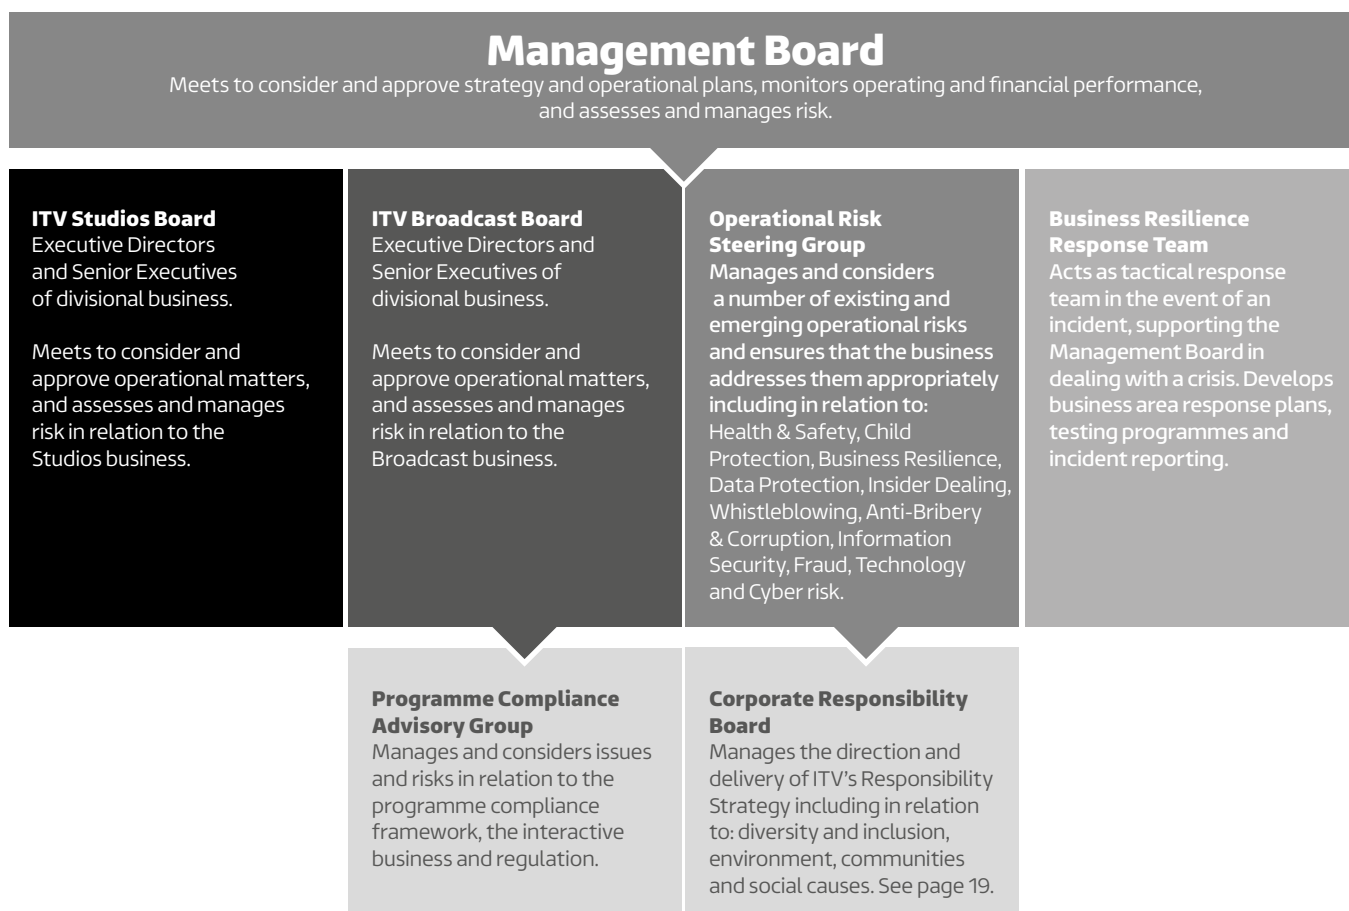 Management Board
Meets to consider and approve strategy and operational plans, monitors operating and financial performance,
and assesses and manages risk.
ITV Studios Board
Executive Directors
and Senior Executives
of divisional business.
Meets to consider and
approve operational matters,
and assesses and manages
risk in relation to the
Studios business.
ITV Broadcast Board
Executive Directors and
Senior Executives of
divisional business.
Meets to consider and
approve operational matters,
and assesses and manages
risk in relation to the
Broadcast business.
Operational Risk
Steering Group
Manages and considers
a number of existing and
emerging operational risks
and ensures that the business
addresses them appropriately
including in relation to:
Health & Safety, Child
Protection, Business Resilience,
Data Protection, Insider Dealing,
Whistleblowing, Anti-Bribery
& Corruption, Information
Security, Fraud, Technology
and Cyber risk.
Business Resilience
Response Team
Acts as tactical response
team in the event of an
incident, supporting the
Management Board in
dealing with a crisis. Develops
business area response plans,
testing programmes and
incident reporting.
Programme Compliance
Advisory Group
Manages and considers issues
and risks in relation to the
programme compliance
framework, the interactive
business and regulation.
Corporate Responsibility
Board
Manages the direction and
delivery of ITV’s Responsibility
Strategy including in relation
to: diversity and inclusion,
environment, communities
and social causes. See page 19.